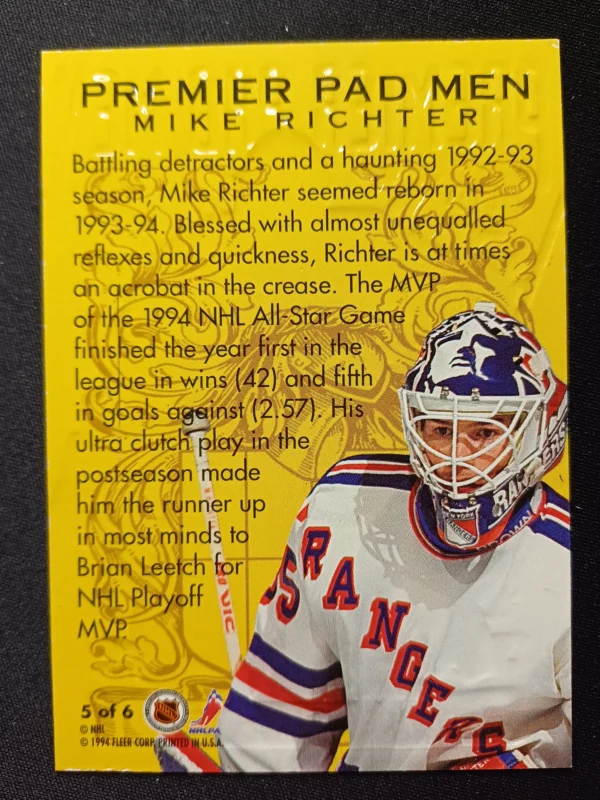 PREMIER PAD MEN
MIKE RICHTER
Battling detractors and a haunting 1992-93
season, Mike Richter seemed reborn in
1993-94. Blessed with almost unequalled
reflexes and quickness, Richter is at times
an acrobat in the crease. The MVP
of the 1994 NHL All-Star Game
finished the year first in the
league in wins (42) and fifth
in goals against (2.57). His
ultra clutch play in the
postseason made
him the runner up
in most minds to
Brian Leetch for
NHL Playoff
MVP.
RANGERS
5 of 6
NHLPA
© NHL
© 1994 FLEER CORP. PRINTED IN U.S.A.